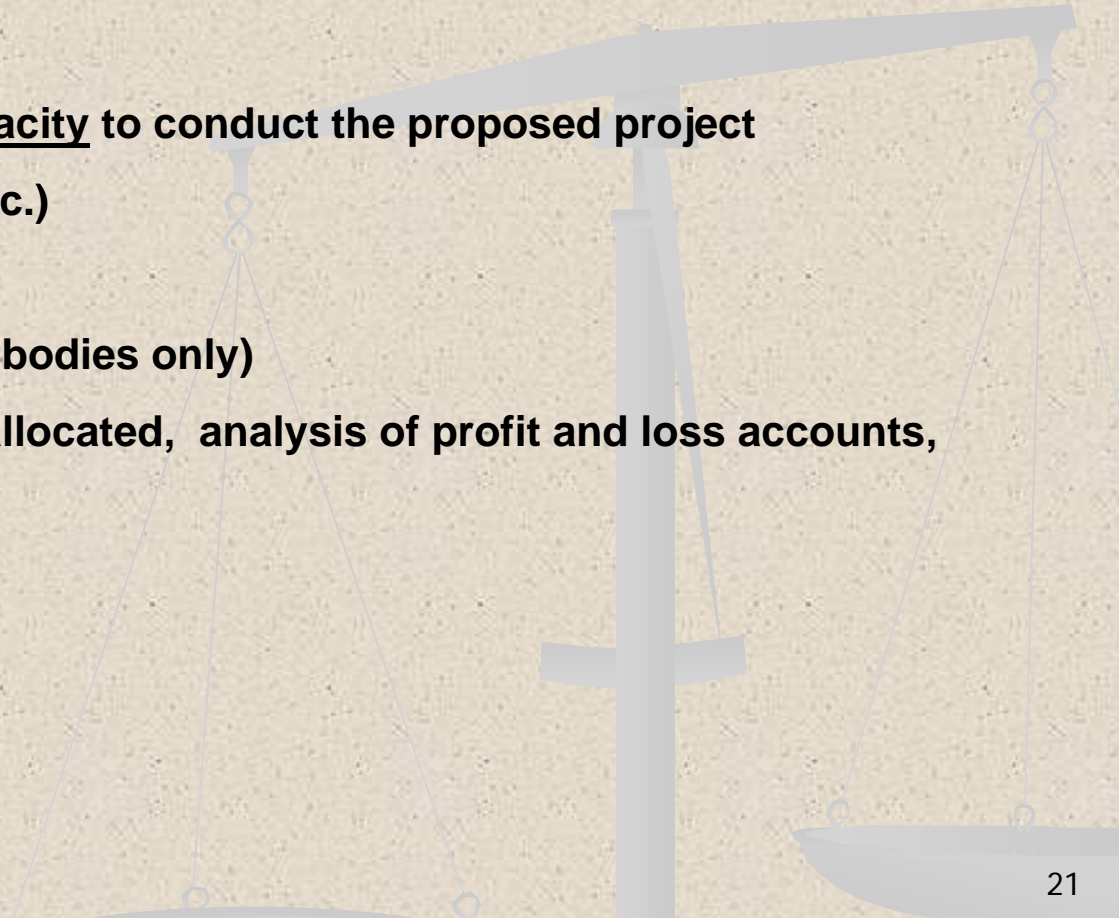 acity to conduct the proposed project
c.)
bodies only)
llocated, analysis of profit and loss accounts,
21